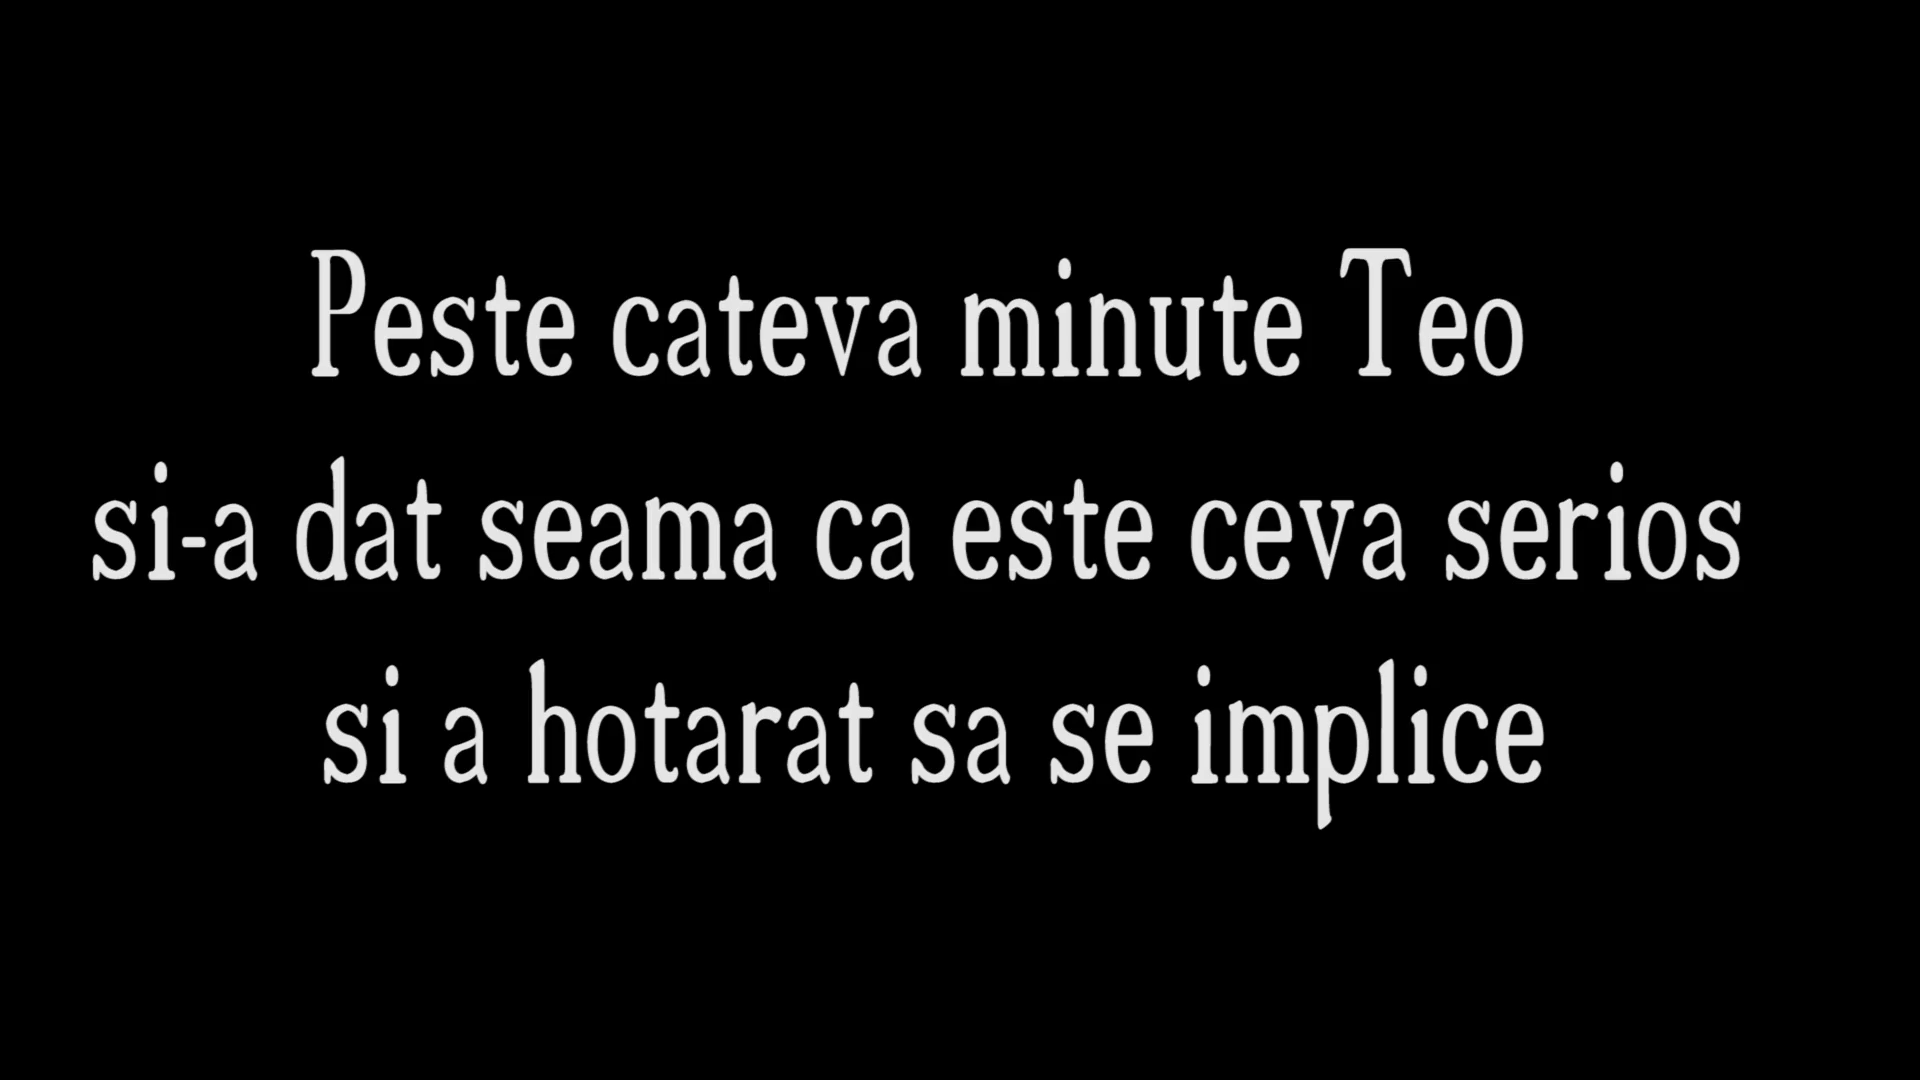 Peste cateva minute Teo
si-a dat seama ca este ceva serios
si a hotarat sa se implice